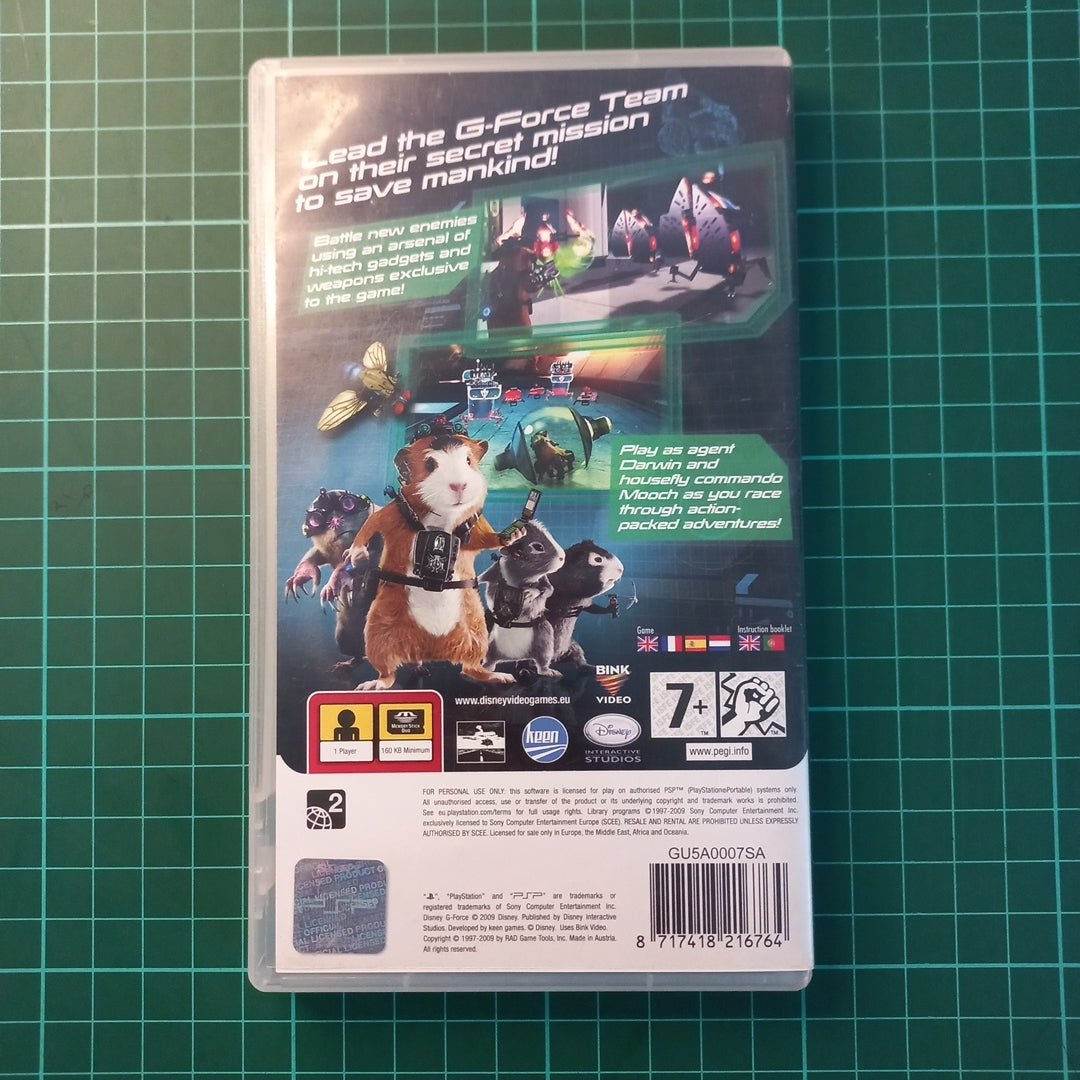 Lead the G-Force Team
on their secret mission
to save mankind!
Battle new enemies
using an arsenal of
hi-tech gadgets and
weapons exclusive
to the game!
Play as agent
Darwin and
housefly commando
Mooch as you race
through action-
packed adventures!
Game
Instruction booklet
www.disneyvideogames.eu
BINK
VIDEO
7+
TM
TM
MEMORY STICK
DUO
1 Player
160 KB Minimum
keen
Disney
INTERACTIVE
STUDIOS
www.pegi.info
2
FOR PERSONAL USE ONLY: this software is licensed for play on authorised PSP™ (PlayStation®Portable) systems only.
All unauthorised access, use or transfer of the product or its underlying copyright and trademark works is prohibited.
See eu.playstation.com/terms for full usage rights. Library programs ©1997-2009 Sony Computer Entertainment Inc.
exclusively licensed to Sony Computer Entertainment Europe (SCEE). RESALE AND RENTAL ARE PROHIBITED UNLESS EXPRESSLY
AUTHORISED BY SCEE. Licensed for sale only in Europe, the Middle East, Africa and Oceania.
GU5A0007SA
"PlayStation" and "PSP" are trademarks or
registered trademarks of Sony Computer Entertainment Inc.
Disney G-Force © 2009 Disney. Published by Disney Interactive
Studios. Developed by keen games. © Disney. Uses Bink Video.
Copyright © 1997-2009 by RAD Game Tools, Inc. Made in Austria.
All rights reserved.
8 717418 216764